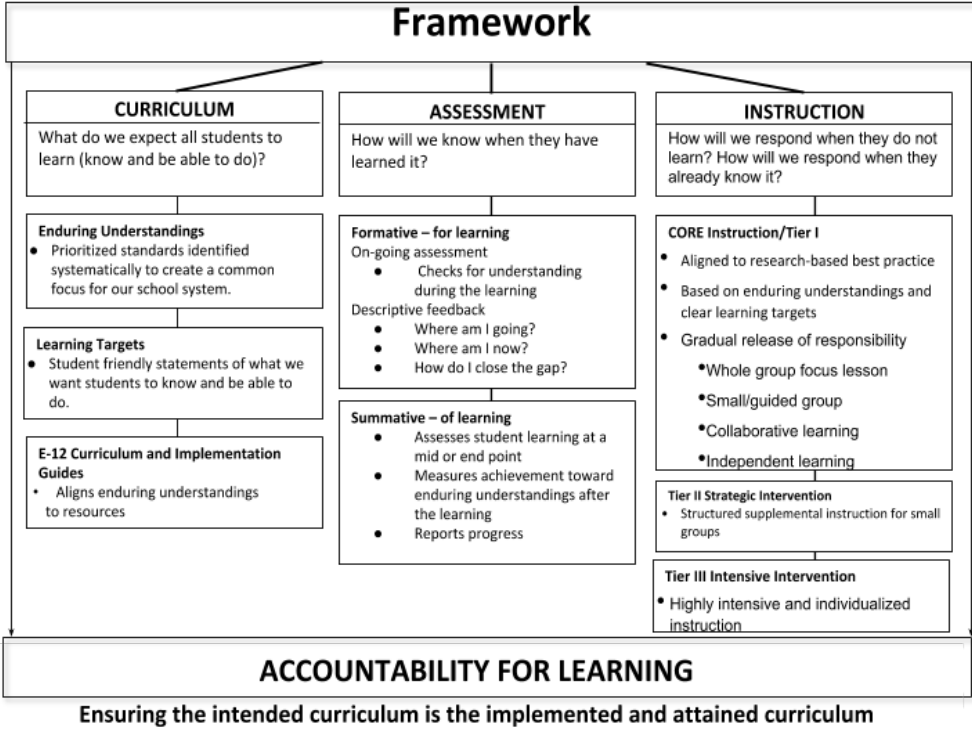 Framework
CURRICULUM
What do we expect all students to
learn (know and be able to do)?
Enduring Understandings
● Prioritized standards identified
systematically to create a common
focus for our school system.
Learning Targets
● Student friendly statements of what we
want students to know and be able to
do.
E-12 Curriculum and Implementation
Guides
• Aligns enduring understandings
to resources
ASSESSMENT
How will we know when they have
learned it?
Formative – for learning
On-going assessment
● Checks for understanding
during the learning
Descriptive feedback
● Where am I going?
● Where am I now?
● How do I close the gap?
Summative – of learning
● Assesses student learning at a
mid or end point
● Measures achievement toward
enduring understandings after
the learning
● Reports progress
INSTRUCTION
How will we respond when they do not
learn? How will we respond when they
already know it?
CORE Instruction/Tier I
• Aligned to research-based best practice
• Based on enduring understandings and
clear learning targets
• Gradual release of responsibility
•Whole group focus lesson
•Small/guided group
•Collaborative learning
•Independent learning
Tier II Strategic Intervention
• Structured supplemental instruction for small
groups
Tier III Intensive Intervention
• Highly intensive and individualized
instruction
ACCOUNTABILITY FOR LEARNING
Ensuring the intended curriculum is the implemented and attained curriculum